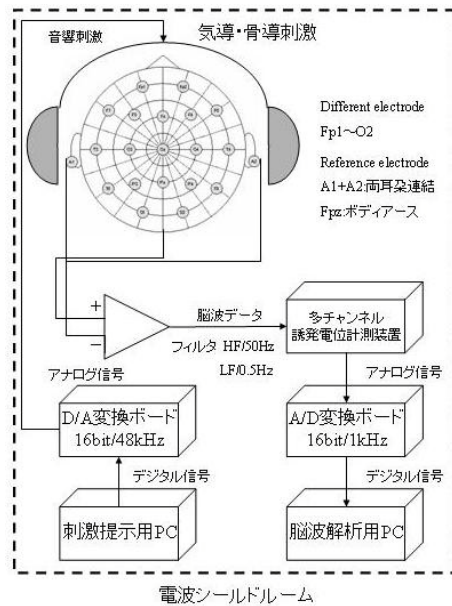 音響刺激
気導・骨導刺激
Different electrode
Fp1～O2
Reference electrode
A1+A2:両耳朶連結
Fpz:ボディアース
A1
A2
+
−
脳波データ
フィルタ HF/50Hz
LF/0.5Hz
多チャンネル
誘発電位計測装置
アナログ信号
アナログ信号
D/A変換ボード
16bit/48kHz
A/D変換ボード
16bit/1kHz
デジタル信号
デジタル信号
刺激提示用PC
脳波解析用PC
電波シールドルーム